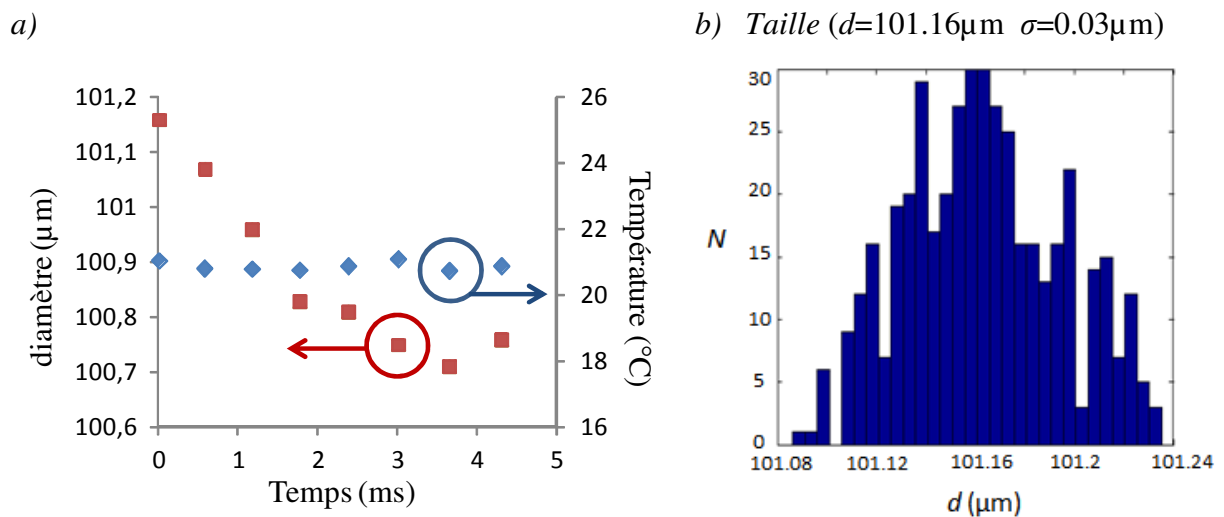 a)
b) Taille (d=101.16µm σ=0.03µm)
101,2
101,1
101
100,9
100,8
100,7
100,6
diamètre (µm)
26
24
22
20
18
16
Température (°C)
0 1 2 3 4 5
Temps (ms)
30
25
20
15
10
5
0
N
101.08 101.12 101.16 101.2 101.24
d (µm)